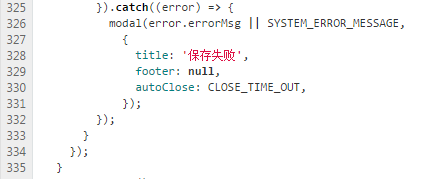 325 }).catch((error) => {
326 modal(error.errorMsg || SYSTEM_ERROR_MESSAGE,
327 {
328 title: '保存失败',
329 footer: null,
330 autoClose: CLOSE_TIME_OUT,
331 });
332 });
333 }
334 });
335 }